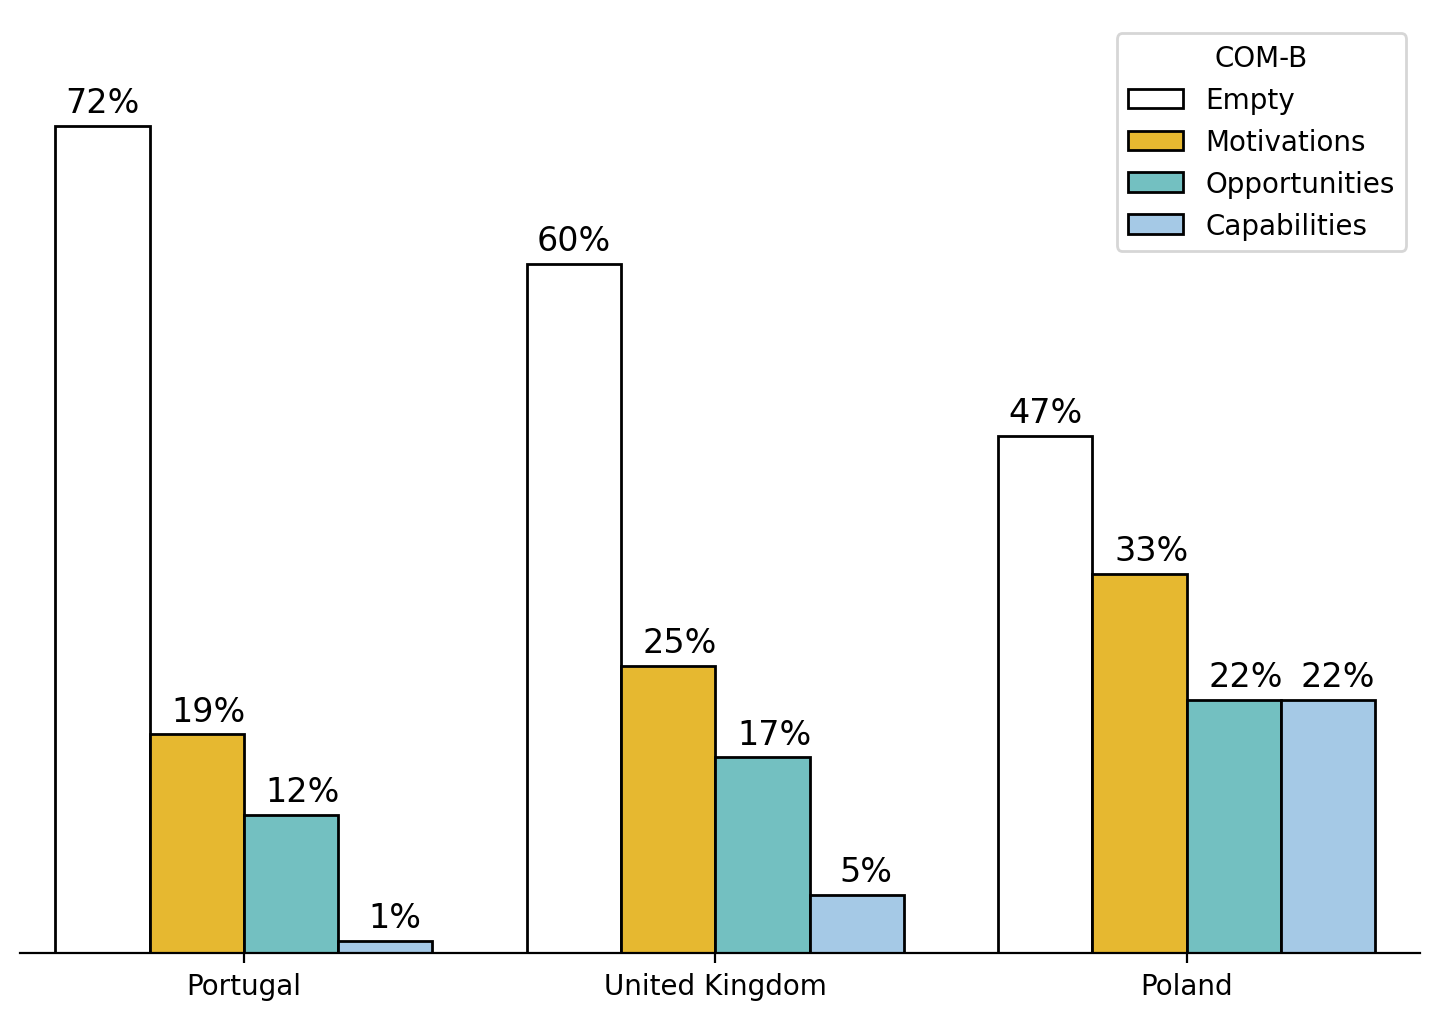 COM-B
Empty
Motivations
Opportunities
Capabilities
72%
19%
12%
1%
60%
25%
17%
5%
47%
33%
22%
22%
Portugal
United Kingdom
Poland